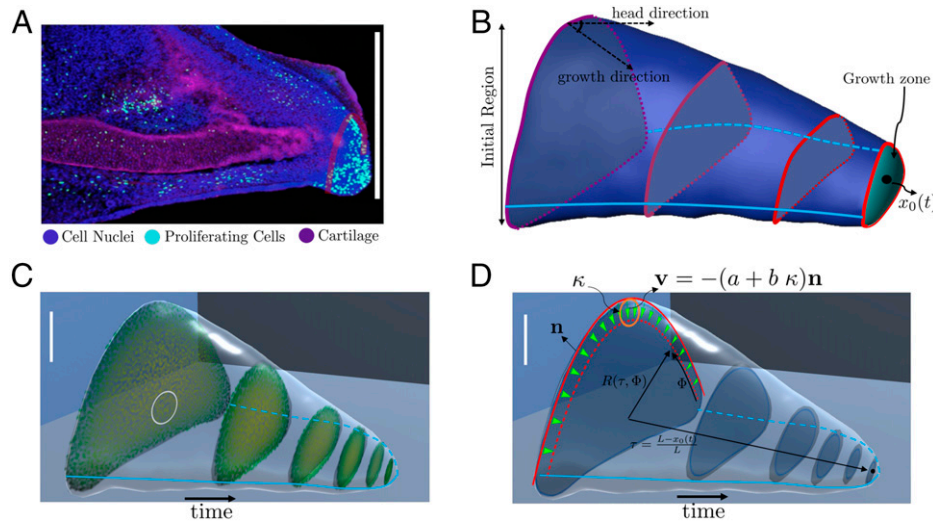 A
Cell Nuclei
Proliferating Cells
Cartilage
B
head direction
growth direction
Initial Region
Growth zone
x₀(t)
C
time
D
κ
v = −(a + b κ)n
n
R(τ, Φ)
Φ
τ = L−x₀(t)/L
time